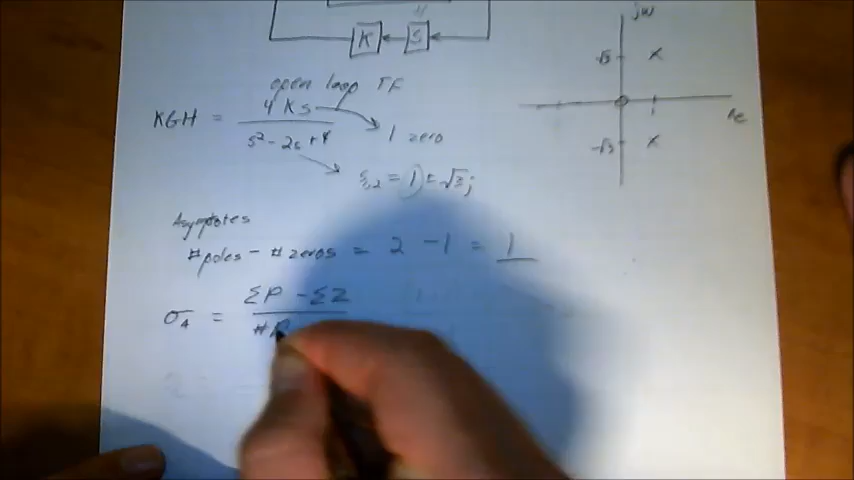 jω
K S
√3
open loop TF
KGH = 4Ks / s² - 2s + 4
1 zero
Re
-√3
s₁,₂ = 1 ± √3 j
Asymptotes
#poles - # zeros = 2 - 1 = 1
σA = ΣP - ΣZ / #P